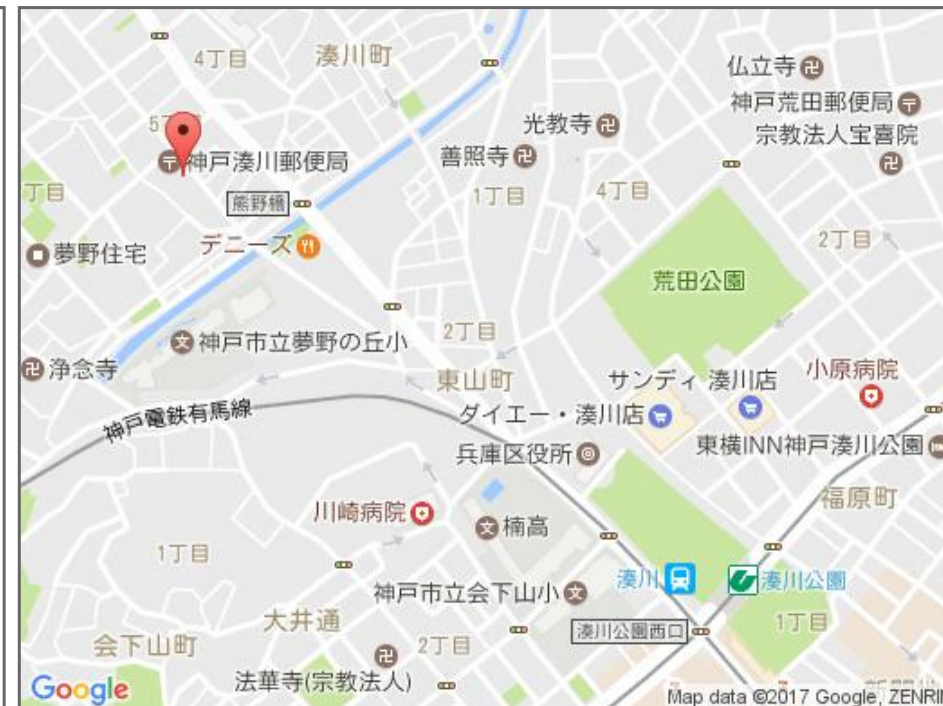 4丁目
湊川町
仏立寺
神戸荒田郵便局
宗教法人宝喜院
光教寺
善照寺
神戸湊川郵便局
丁目
1丁目
4丁目
熊野橋
デニーズ
夢野住宅
2丁目
荒田公園
神戸市立夢野の丘小
2丁目
浄念寺
東山町
サンディ 湊川店
小原病院
神戸電鉄有馬線
ダイエー・湊川店
兵庫区役所
東横INN神戸湊川公園
福原町
川崎病院
楠高
1丁目
湊川
湊川公園
神戸市立会下山小
大井通
湊川公園西口
1丁目
会下山町
2丁目
法華寺(宗教法人)
Google
Map data ©2017 Google, ZENRI